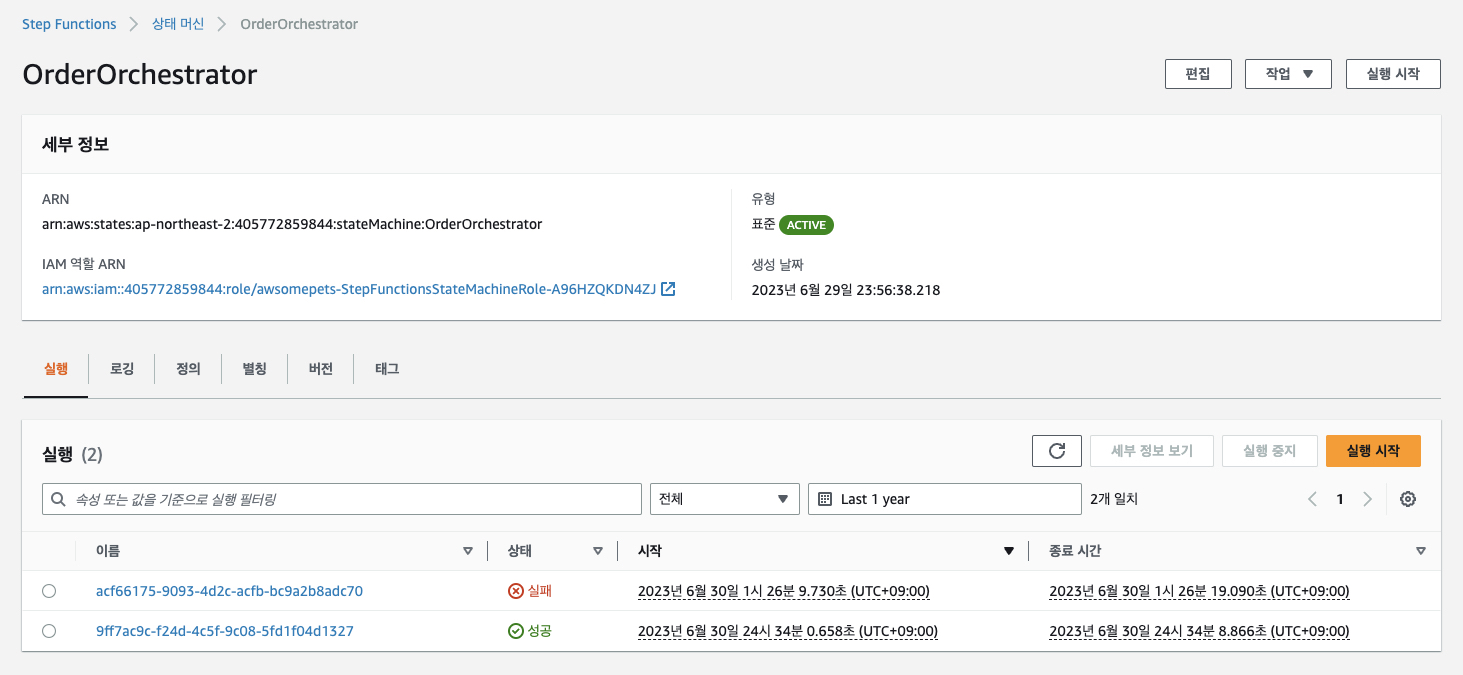 Step Functions > 상태 머신 > OrderOrchestrator
OrderOrchestrator
편집 작업 실행 시작
세부 정보
ARN
arn:aws:states:ap-northeast-2:405772859844:stateMachine:OrderOrchestrator
IAM 역할 ARN
arn:aws:iam::405772859844:role/awsomepets-StepFunctionsStateMachineRole-A96HZQKDN4ZJ
유형
표준 ACTIVE
생성 날짜
2023년 6월 29일 23:56:38.218
실행 로깅 정의 별칭 버전 태그
실행 (2) 세부 정보 보기 실행 중지 실행 시작
속성 또는 값을 기준으로 실행 필터링 전체 Last 1 year 2개 일치 1
이름 상태 시작 종료 시간
acf66175-9093-4d2c-acfb-bc9a2b8adc70 실패 2023년 6월 30일 1시 26분 9.730초 (UTC+09:00) 2023년 6월 30일 1시 26분 19.090초 (UTC+09:00)
9ff7ac9c-f24d-4c5f-9c08-5fd1f04d1327 성공 2023년 6월 30일 24시 34분 0.658초 (UTC+09:00) 2023년 6월 30일 24시 34분 8.866초 (UTC+09:00)